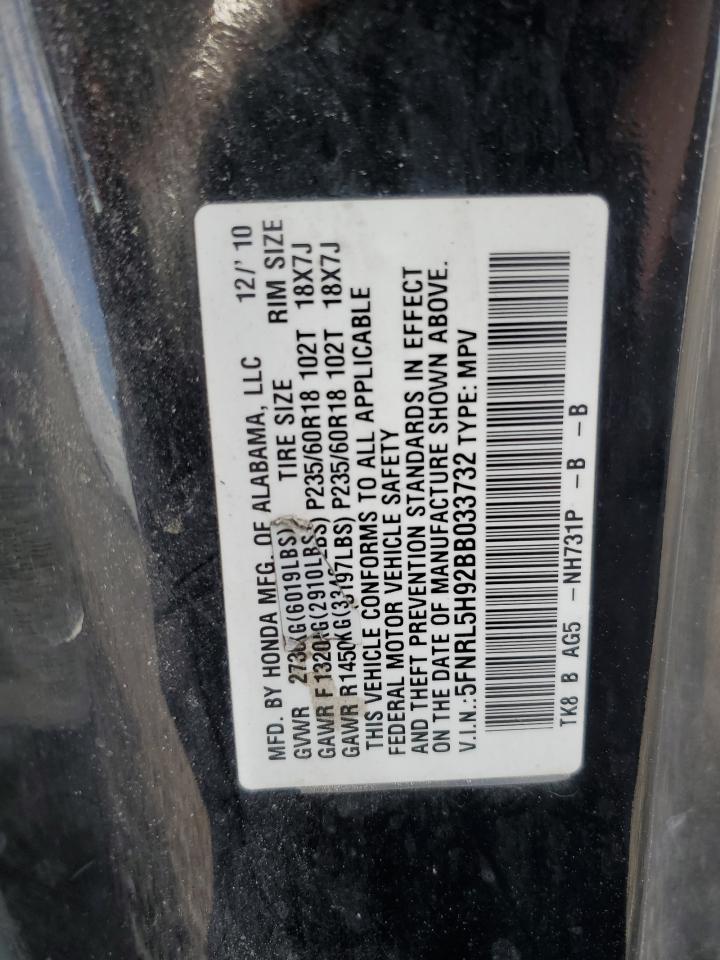 MFD. BY HONDA MFG. OF ALABAMA, LLC 12/'10
GVWR 2730KG(6019LBS) TIRE SIZE RIM SIZE
GAWR F 1320KG(2910LBS) P235/60R18 102T 18X7J
GAWR R1450KG(3197LBS) P235/60R18 102T 18X7J
THIS VEHICLE CONFORMS TO ALL APPLICABLE
FEDERAL MOTOR VEHICLE SAFETY
AND THEFT PREVENTION STANDARDS IN EFFECT
ON THE DATE OF MANUFACTURE SHOWN ABOVE.
V.I.N.:5FNRL5H92BB033732 TYPE: MPV
TK8 B AG5 -NH731P -B -B